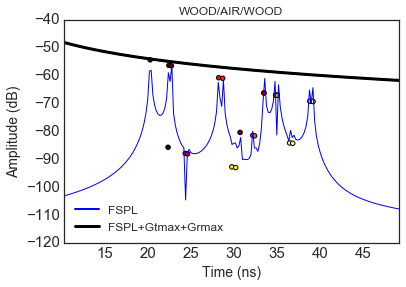 WOOD/AIR/WOOD
−40
−50
−60
−70
−80
−90
−100
−110
−120
Amplitude (dB)
FSPL
FSPL+Gtmax+Grmax
15 20 25 30 35 40 45
Time (ns)